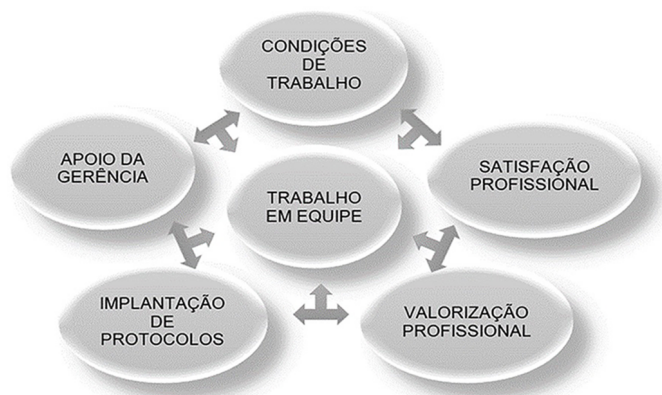 CONDIÇÕES
DE
TRABALHO
APOIO DA
GERÊNCIA
SATISFAÇÃO
PROFISSIONAL
TRABALHO
EM EQUIPE
IMPLANTAÇÃO
DE
PROTOCOLOS
VALORIZAÇÃO
PROFISSIONAL